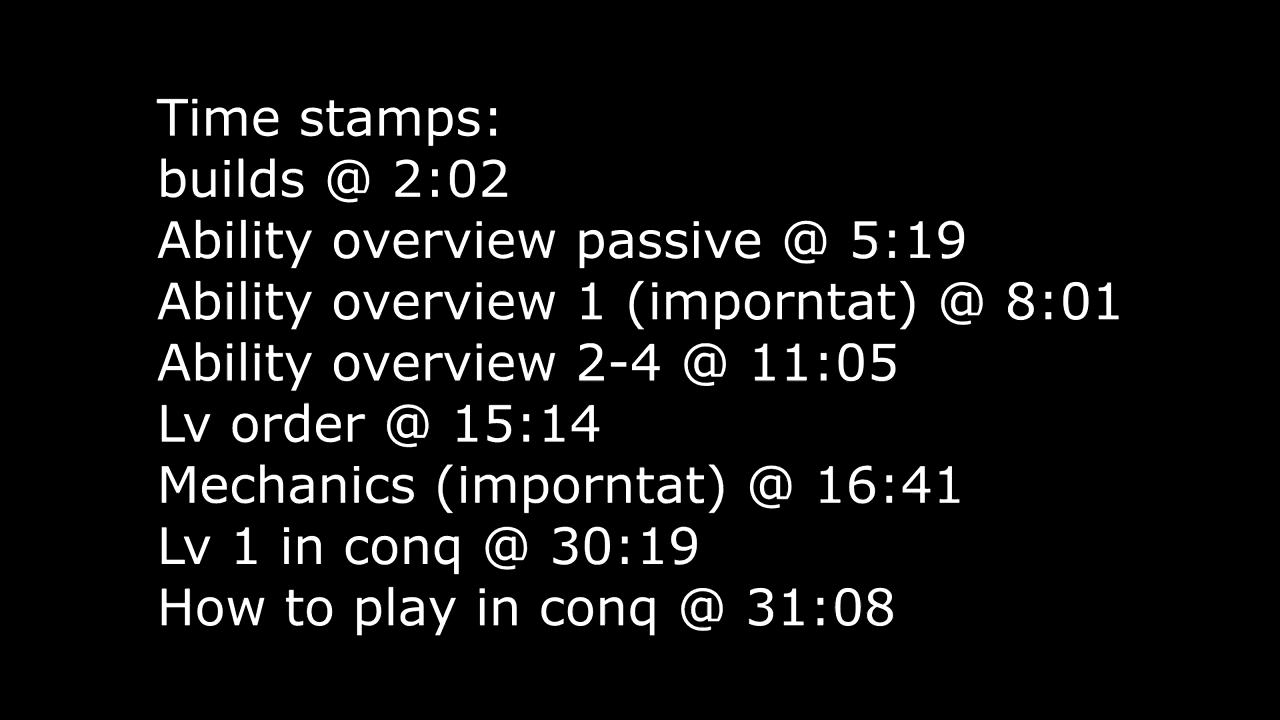 Time stamps:
builds @ 2:02
Ability overview passive @ 5:19
Ability overview 1 (imporntat) @ 8:01
Ability overview 2-4 @ 11:05
Lv order @ 15:14
Mechanics (imporntat) @ 16:41
Lv 1 in conq @ 30:19
How to play in conq @ 31:08